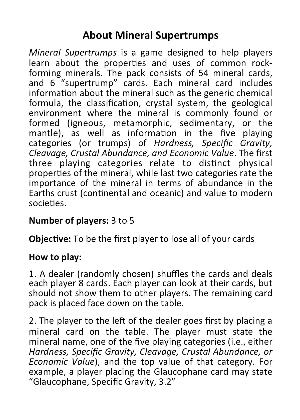 About Mineral Supertrumps
Mineral Supertrumps is a game designed to help players
learn about the properties and uses of common rock-
forming minerals. The pack consists of 54 mineral cards,
and 6 “supertrump” cards. Each mineral card includes
information about the mineral such as the generic chemical
formula, the classification, crystal system, the geological
environment where the mineral is commonly found or
formed (igneous, metamorphic, sedimentary, or the
mantle), as well as information in the five playing
categories (or trumps) of Hardness, Specific Gravity,
Cleavage, Crustal Abundance, and Economic Value. The first
three playing categories relate to distinct physical
properties of the mineral, while last two categories rate the
importance of the mineral in terms of abundance in the
Earths crust (continental and oceanic) and value to modern
societies.
Number of players: 3 to 5
Objective: To be the first player to lose all of your cards
How to play:
1. A dealer (randomly chosen) shuffles the cards and deals
each player 8 cards. Each player can look at their cards, but
should not show them to other players. The remaining card
pack is placed face down on the table.
2. The player to the left of the dealer goes first by placing a
mineral card on the table. The player must state the
mineral name, one of the five playing categories (i.e., either
Hardness, Specific Gravity, Cleavage, Crustal Abundance, or
Economic Value), and the top value of that category. For
example, a player placing the Glaucophane card may state
“Glaucophane, Specific Gravity, 3.2”